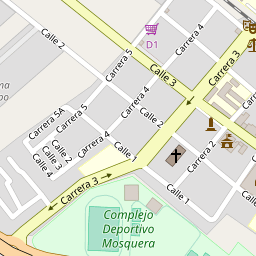 Calle 2
Carrera 4
D1
Carrera 5
Calle 3
Carrera 3
Carrera 4
Carrera 5
Carrera 5A
Calle 2
Carrera 4
Calle 2
Calle 3
Calle 4
Calle 1
Carrera 2
Carrera 3
Calle 1
Complejo
Deportivo
Mosquera